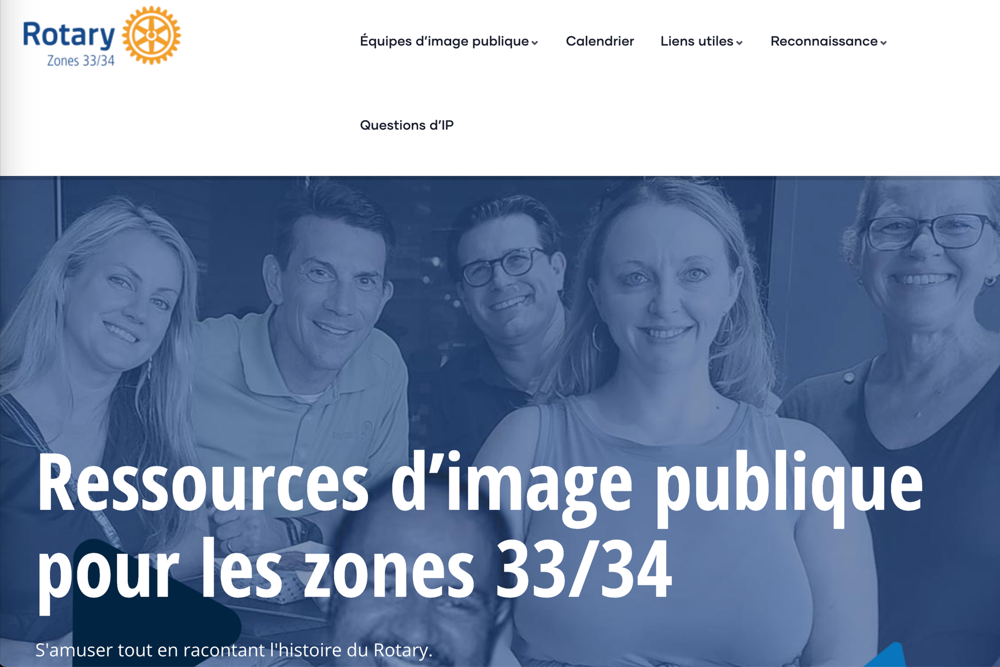 Rotary
Zones 33/34
Équipes d’image publique
Calendrier
Liens utiles
Reconnaissance
Questions d’IP
Rotary
Ressources d’image publique
pour les zones 33/34
S'amuser tout en racontant l'histoire du Rotary.